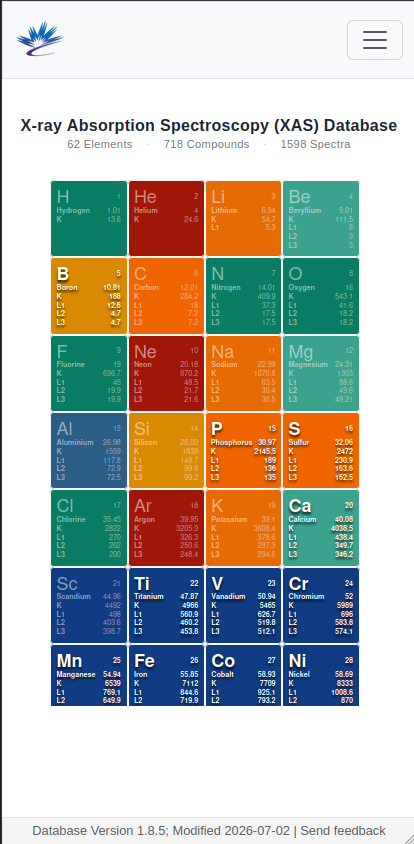 X-ray Absorption Spectroscopy (XAS) Database
62 Elements · 718 Compounds · 1598 Spectra
H 1
Hydrogen 1.01
K 13.6
He 2
Helium 4
K 24.6
Li 3
Lithium 6.94
K 54.7
L1 5.3
Be 4
Beryllium 9.01
K 111.5
L1 8
L2 3
L3 3
B 5
Boron 10.81
K 188
L1 12.6
L2 4.7
L3 4.7
C 6
Carbon 12.01
K 284.2
L1 18
L2 7.2
L3 7.2
N 7
Nitrogen 14.01
K 409.9
L1 37.3
L2 17.5
L3 17.5
O 8
Oxygen 16
K 543.1
L1 41.6
L2 18.2
L3 18.2
F 9
Fluorine 19
K 696.7
L1 45
L2 19.9
L3 19.9
Ne 10
Neon 20.18
K 870.2
L1 48.5
L2 21.7
L3 21.6
Na 11
Sodium 22.99
K 1070.8
L1 63.5
L2 30.4
L3 30.5
Mg 12
Magnesium 24.31
K 1303
L1 88.6
L2 49.6
L3 49.21
Al 13
Aluminium 26.98
K 1559
L1 117.8
L2 72.9
L3 72.5
Si 14
Silicon 28.09
K 1839
L1 149.7
L2 99.8
L3 99.2
P 15
Phosphorus 30.97
K 2145.5
L1 189
L2 136
L3 135
S 16
Sulfur 32.06
K 2472
L1 230.9
L2 163.6
L3 162.5
Cl 17
Chlorine 35.45
K 2822
L1 270
L2 202
L3 200
Ar 18
Argon 39.95
K 3205.9
L1 326.3
L2 250.6
L3 248.4
K 19
Potassium 39.1
K 3608.4
L1 378.6
L2 297.3
L3 294.6
Ca 20
Calcium 40.08
K 4038.5
L1 438.4
L2 349.7
L3 346.2
Sc 21
Scandium 44.96
K 4492
L1 498
L2 403.6
L3 398.7
Ti 22
Titanium 47.87
K 4966
L1 560.9
L2 460.2
L3 453.8
V 23
Vanadium 50.94
K 5465
L1 626.7
L2 519.8
L3 512.1
Cr 24
Chromium 52
K 5989
L1 696
L2 583.8
L3 574.1
Mn 25
Manganese 54.94
K 6539
L1 769.1
L2 649.9
Fe 26
Iron 55.85
K 7112
L1 844.6
L2 719.9
Co 27
Cobalt 58.93
K 7709
L1 925.1
L2 793.2
Ni 28
Nickel 58.69
K 8333
L1 1008.6
L2 870
Database Version 1.8.5; Modified 2026-07-02 | Send feedback